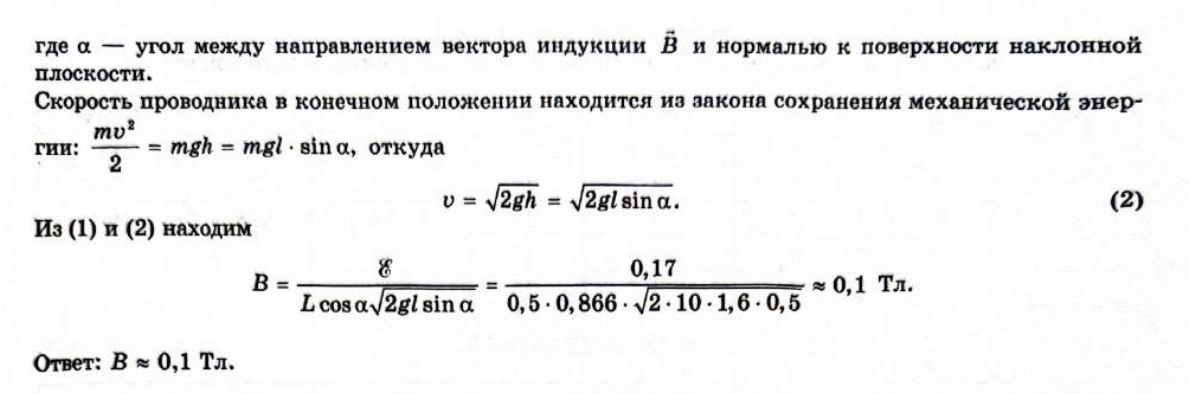 где α — угол между направлением вектора индукции B⃗ и нормалью к поверхности наклонной
плоскости.
Скорость проводника в конечном положении находится из закона сохранения механической энер-
гии: mv²/2 = mgh = mgl · sin α, откуда
v = √(2gh) = √(2gl sin α). (2)
Из (1) и (2) находим
B = ℰ / (L cos α √(2gl sin α)) = 0,17 / (0,5 · 0,866 · √(2 · 10 · 1,6 · 0,5)) ≈ 0,1 Тл.
Ответ: B ≈ 0,1 Тл.